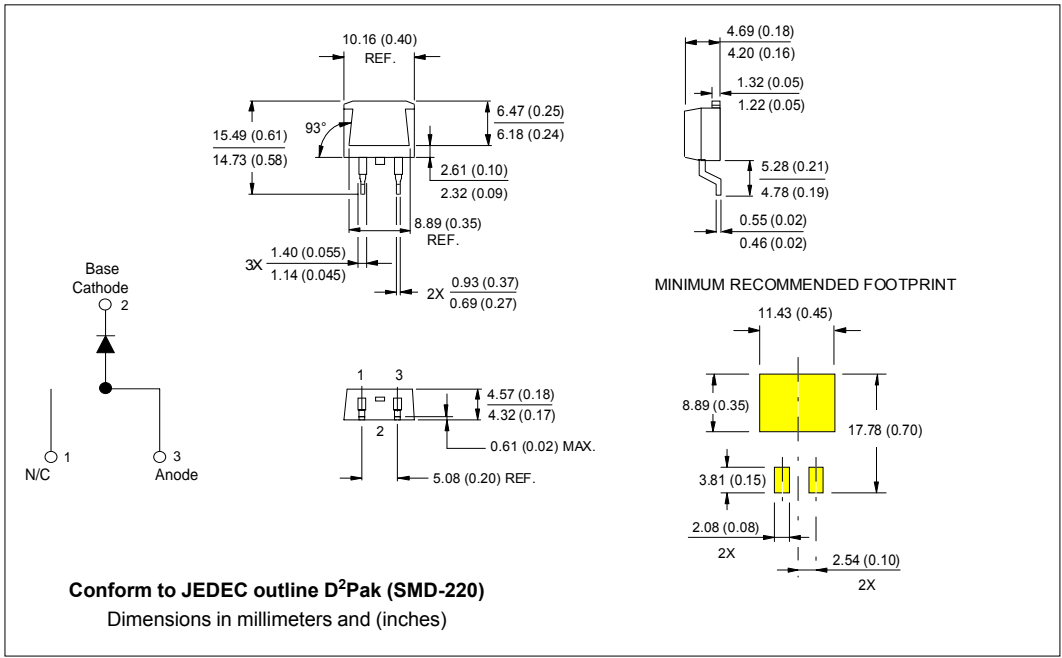 10.16 (0.40)
REF.
15.49 (0.61)
14.73 (0.58)
93°
6.47 (0.25)
6.18 (0.24)
2.61 (0.10)
2.32 (0.09)
8.89 (0.35)
REF.
3X 1.40 (0.055)
1.14 (0.045)
2X 0.93 (0.37)
0.69 (0.27)
4.69 (0.18)
4.20 (0.16)
1.32 (0.05)
1.22 (0.05)
5.28 (0.21)
4.78 (0.19)
0.55 (0.02)
0.46 (0.02)
Base
Cathode
2
1
N/C
3
Anode
1 3
2
4.57 (0.18)
4.32 (0.17)
0.61 (0.02) MAX.
5.08 (0.20) REF.
MINIMUM RECOMMENDED FOOTPRINT
11.43 (0.45)
8.89 (0.35)
17.78 (0.70)
3.81 (0.15)
2.08 (0.08)
2X
2.54 (0.10)
2X
Conform to JEDEC outline D²Pak (SMD-220)
Dimensions in millimeters and (inches)